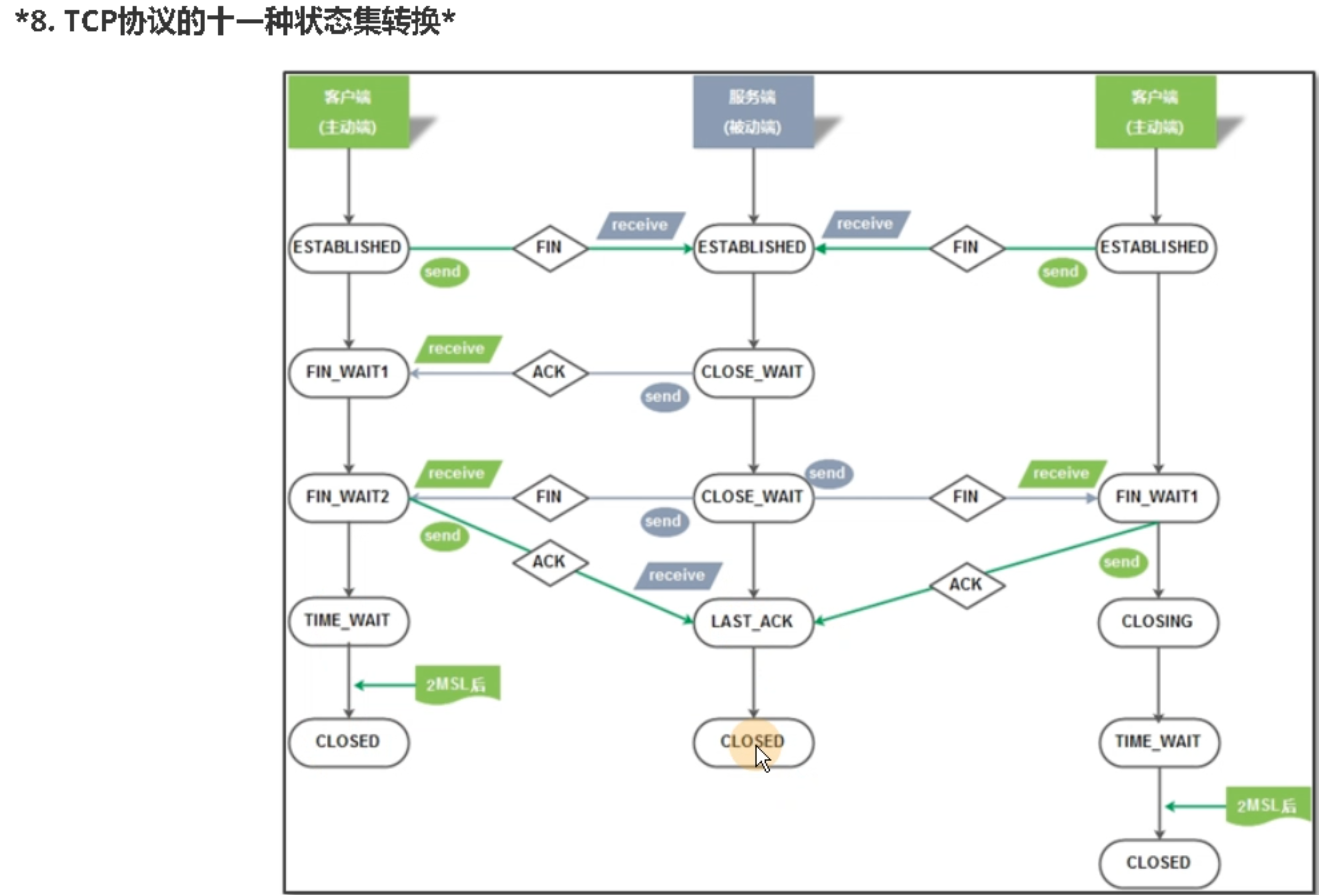 *8. TCP协议的十一种状态集转换*
客户端
(主动端)
服务端
(被动端)
客户端
(主动端)
ESTABLISHED
send
FIN
receive
ESTABLISHED
receive
FIN
send
ESTABLISHED
FIN_WAIT1
receive
ACK
send
CLOSE_WAIT
FIN_WAIT2
receive
FIN
send
CLOSE_WAIT
send
FIN
receive
FIN_WAIT1
send
ACK
receive
send
ACK
TIME_WAIT
LAST_ACK
CLOSING
2MSL后
CLOSED
CLOSED
TIME_WAIT
2MSL后
CLOSED